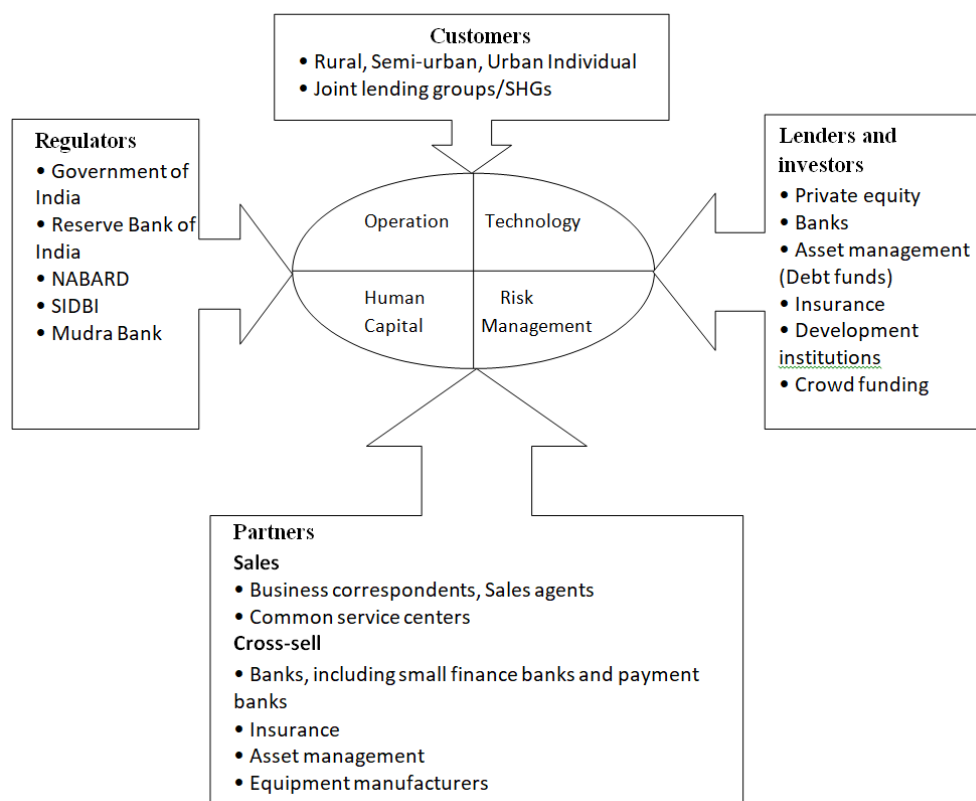 Customers
• Rural, Semi-urban, Urban Individual
• Joint lending groups/SHGs
Regulators
• Government of
India
• Reserve Bank of
India
• NABARD
• SIDBI
• Mudra Bank
Operation
Technology
Human
Capital
Risk
Management
Lenders and
investors
• Private equity
• Banks
• Asset management
(Debt funds)
• Insurance
• Development
institutions
• Crowd funding
Partners
Sales
• Business correspondents, Sales agents
• Common service centers
Cross-sell
• Banks, including small finance banks and payment
banks
• Insurance
• Asset management
• Equipment manufacturers